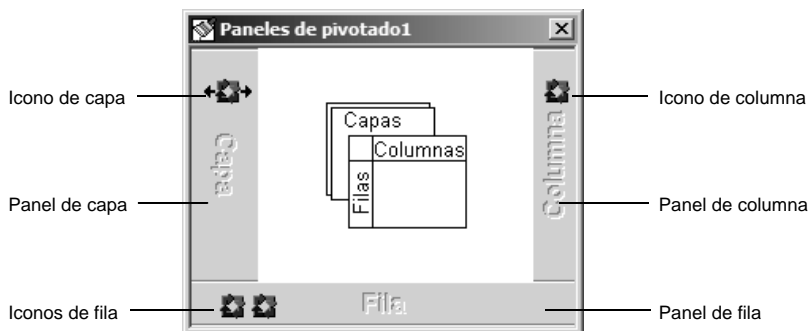 Paneles de pivotado1
Icono de capa
Icono de columna
Capas
Columnas
Filas
Capa
Columna
Panel de capa
Panel de columna
Iconos de fila
Fila
Panel de fila